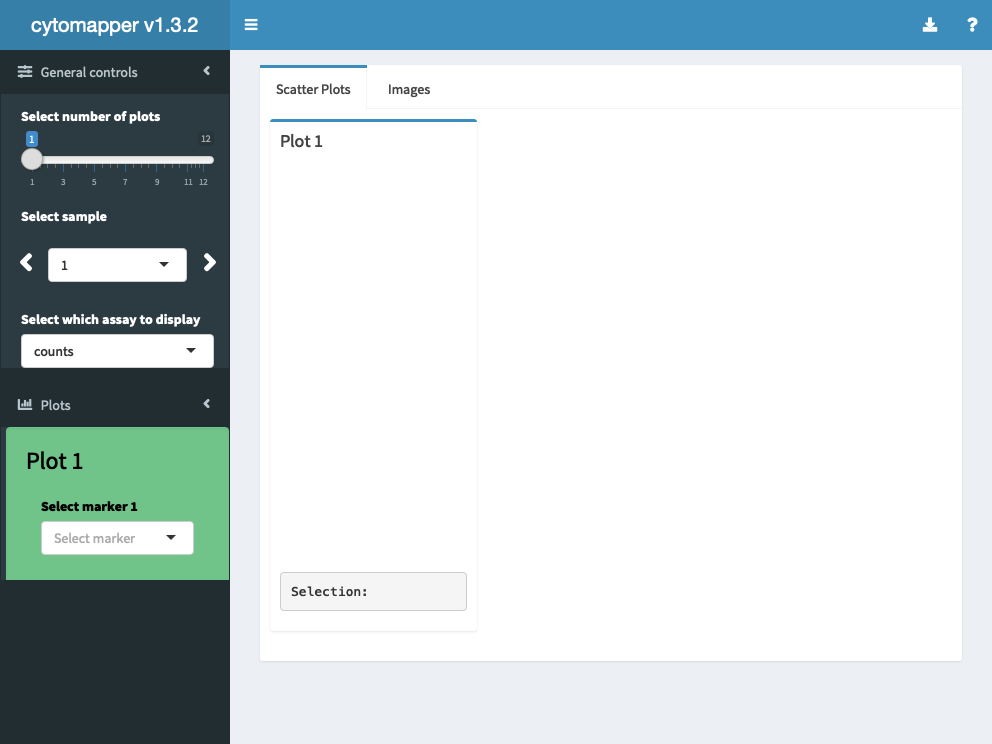 cytomapper v1.3.2
?
General controls
Select number of plots
1 12
1 3 5 7 9 11 12
Select sample
1
Select which assay to display
counts
Plots
Plot 1
Select marker 1
Select marker
Scatter Plots Images
Plot 1
Selection: